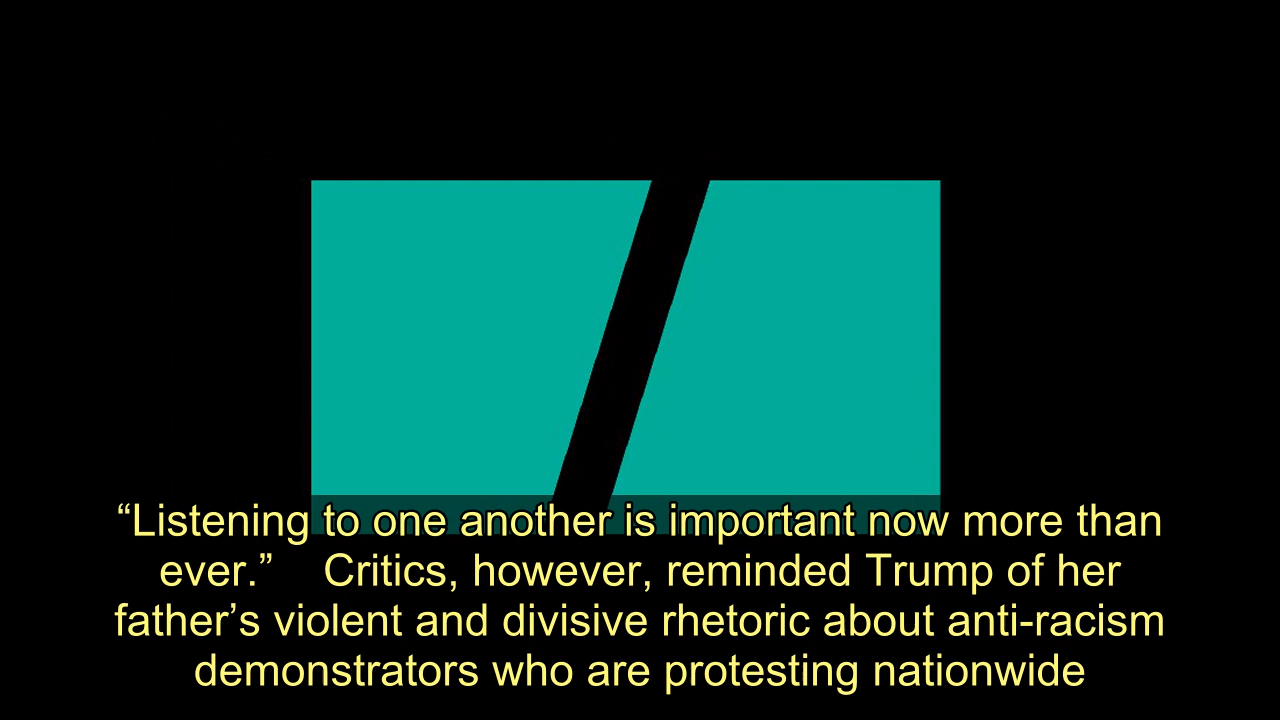 “Listening to one another is important now more than
ever.”    Critics, however, reminded Trump of her
father’s violent and divisive rhetoric about anti-racism
demonstrators who are protesting nationwide